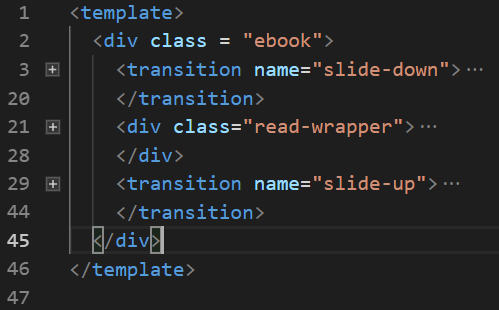 1 <template>
2 <div class = "ebook">
3 <transition name="slide-down">…
20 </transition>
21 <div class="read-wrapper">…
28 </div>
29 <transition name="slide-up">…
44 </transition>
45 </div>
46 </template>
47